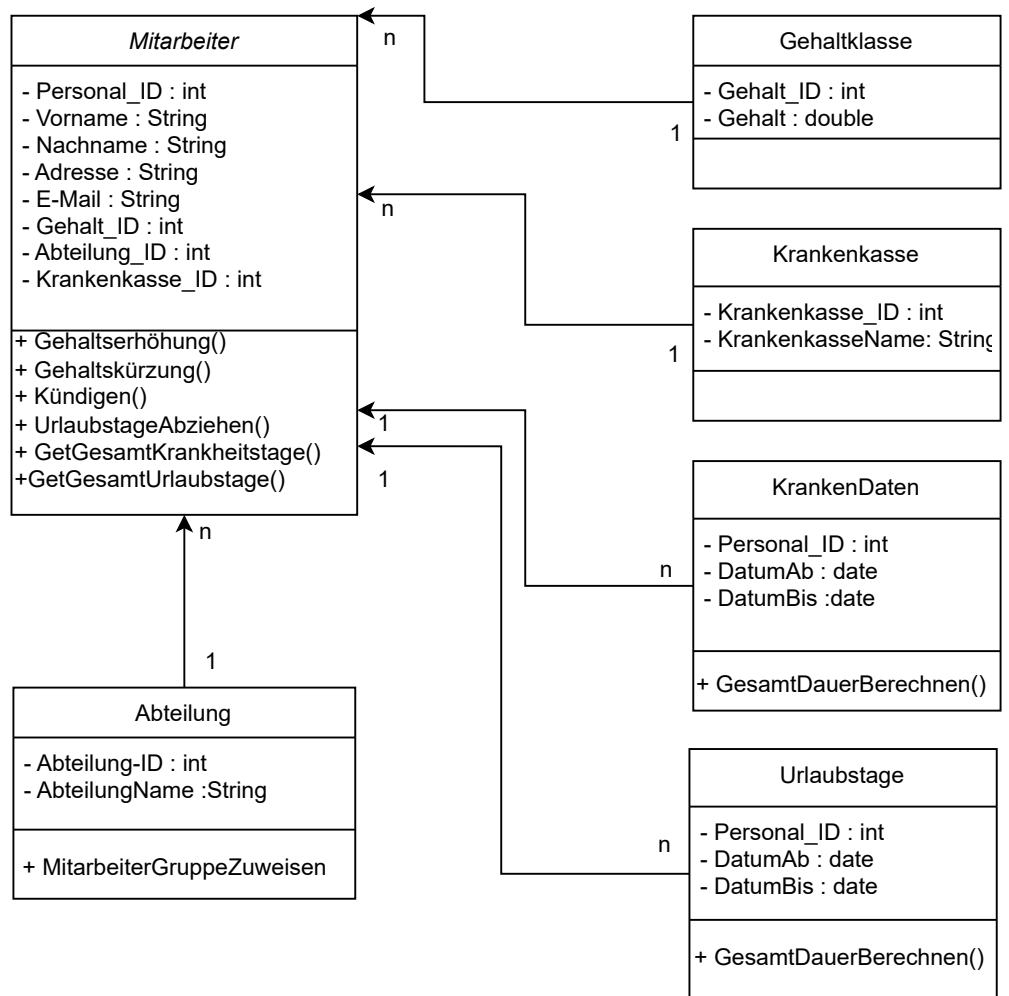 Mitarbeiter
- Personal_ID : int
- Vorname : String
- Nachname : String
- Adresse : String
- E-Mail : String
- Gehalt_ID : int
- Abteilung_ID : int
- Krankenkasse_ID : int
+ Gehaltserhöhung()
+ Gehaltskürzung()
+ Kündigen()
+ UrlaubstageAbziehen()
+ GetGesamtKrankheitstage()
+GetGesamtUrlaubstage()
n
1
Gehaltklasse
- Gehalt_ID : int
- Gehalt : double
n
1
Krankenkasse
- Krankenkasse_ID : int
- KrankenkasseName: String
1
n
KrankenDaten
- Personal_ID : int
- DatumAb : date
- DatumBis :date
+ GesamtDauerBerechnen()
1
n
Urlaubstage
- Personal_ID : int
- DatumAb : date
- DatumBis : date
+ GesamtDauerBerechnen()
n
1
Abteilung
- Abteilung-ID : int
- AbteilungName :String
+ MitarbeiterGruppeZuweisen